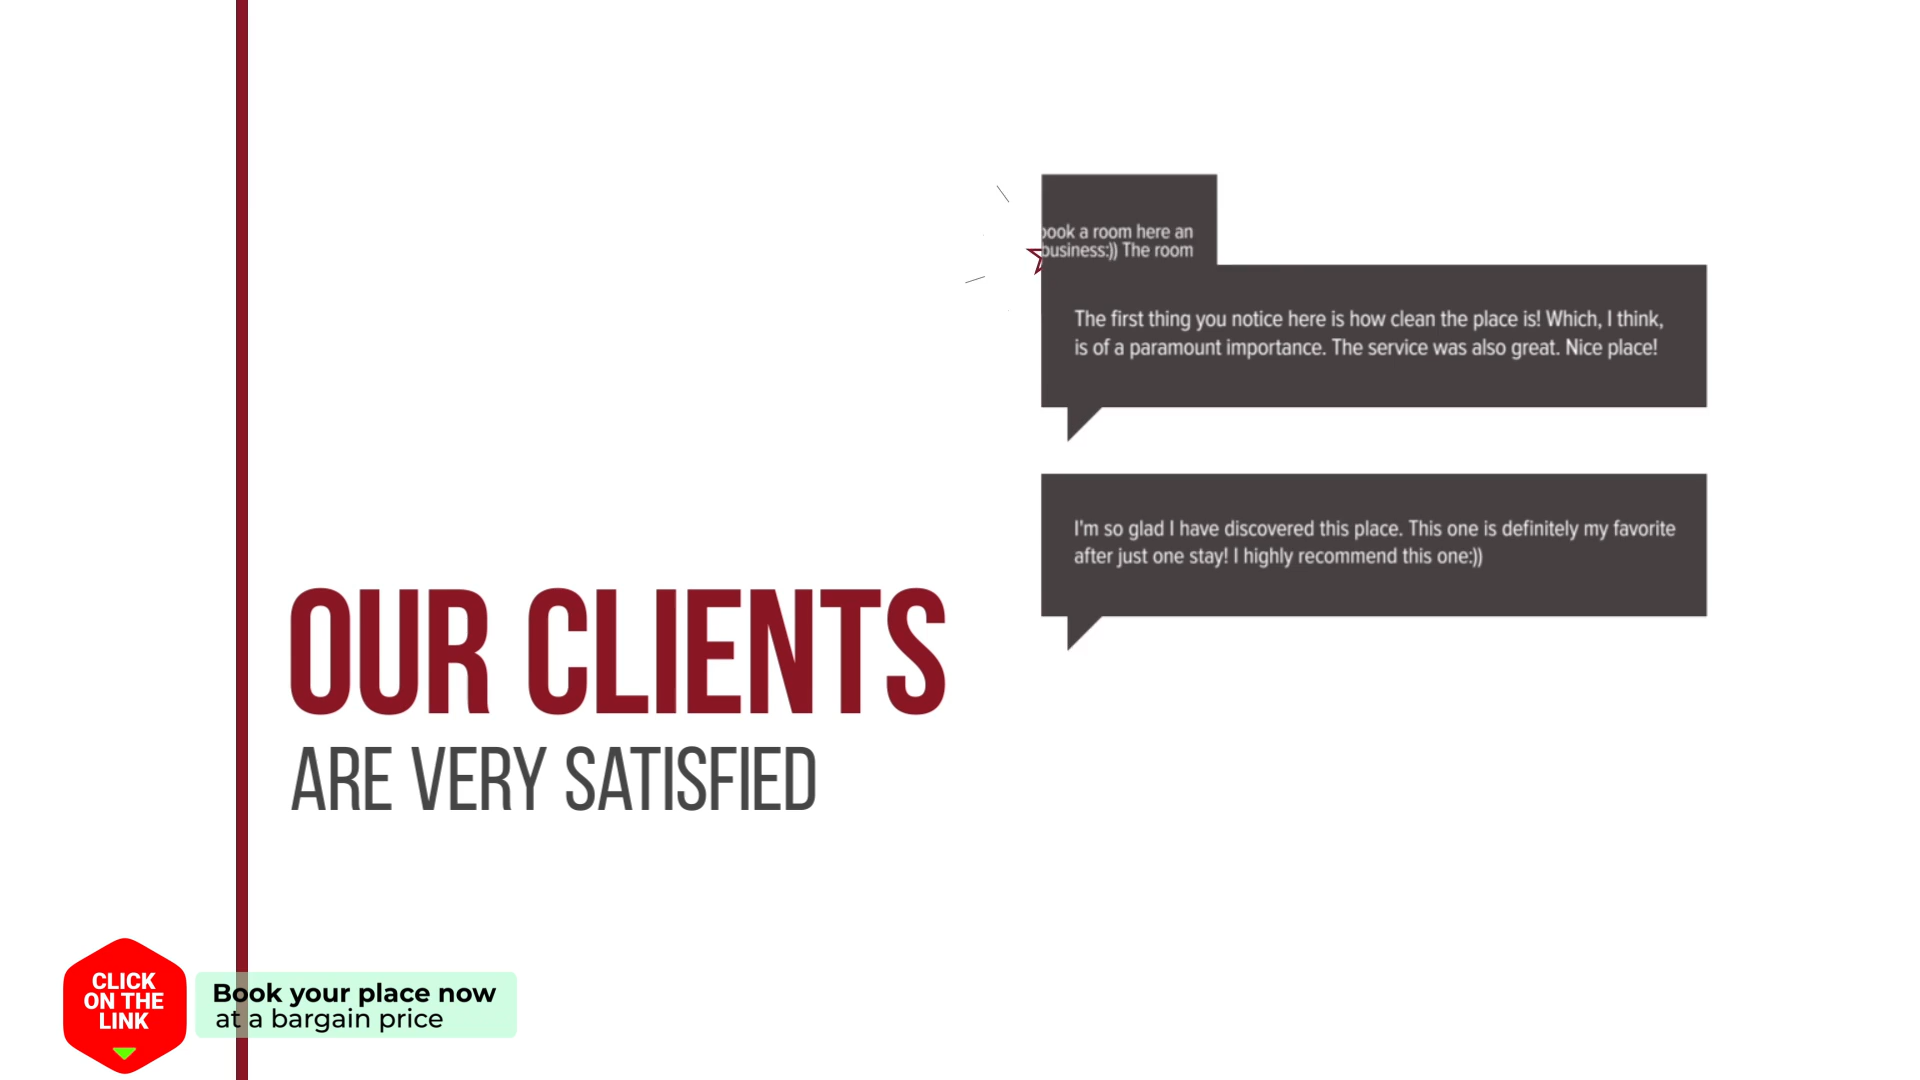 a room here an
business:)) The room
The first thing you notice here is how clean the place is! Which, I think,
is of a paramount importance. The service was also great. Nice place!
I'm so glad I have discovered this place. This one is definitely my favorite
after just one stay! I highly recommend this one:))
OUR CLIENTS
ARE VERY SATISFIED
CLICK
ON THE
LINK
Book your place now
at a bargain price